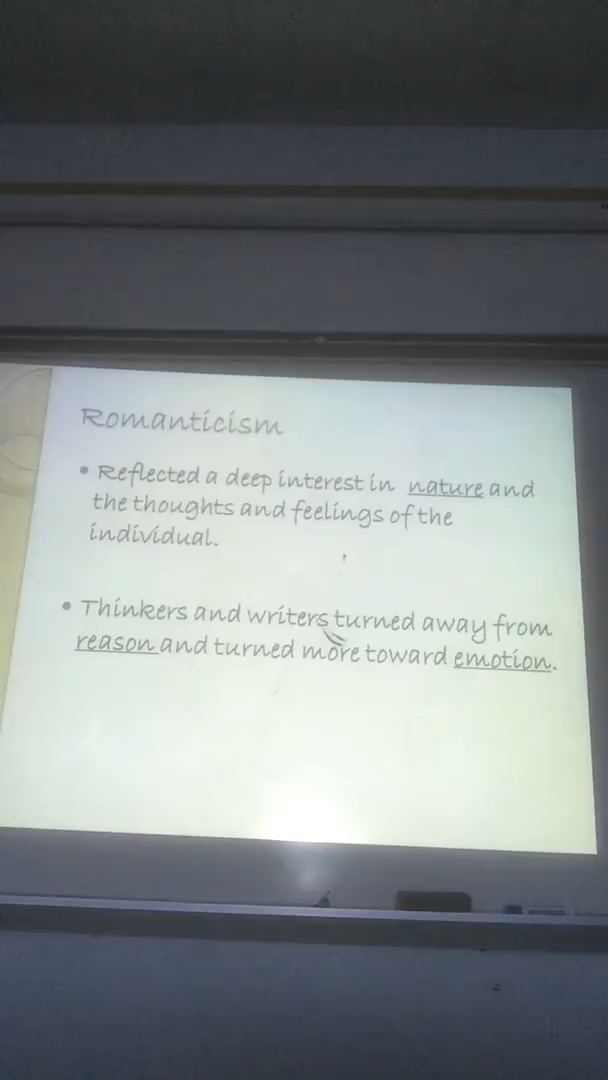 Romanticism
• Reflected a deep interest in nature and
the thoughts and feelings of the
individual.
• Thinkers and writers turned away from
reason and turned more toward emotion.